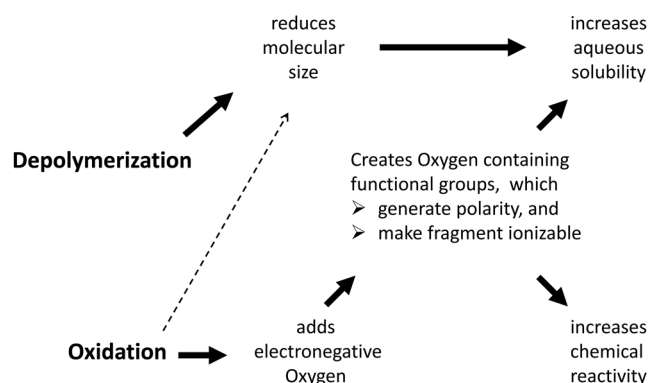 reduces
molecular
size
increases
aqueous
solubility
Depolymerization
Creates Oxygen containing
functional groups, which
➢ generate polarity, and
➢ make fragment ionizable
Oxidation
adds
electronegative
Oxygen
increases
chemical
reactivity